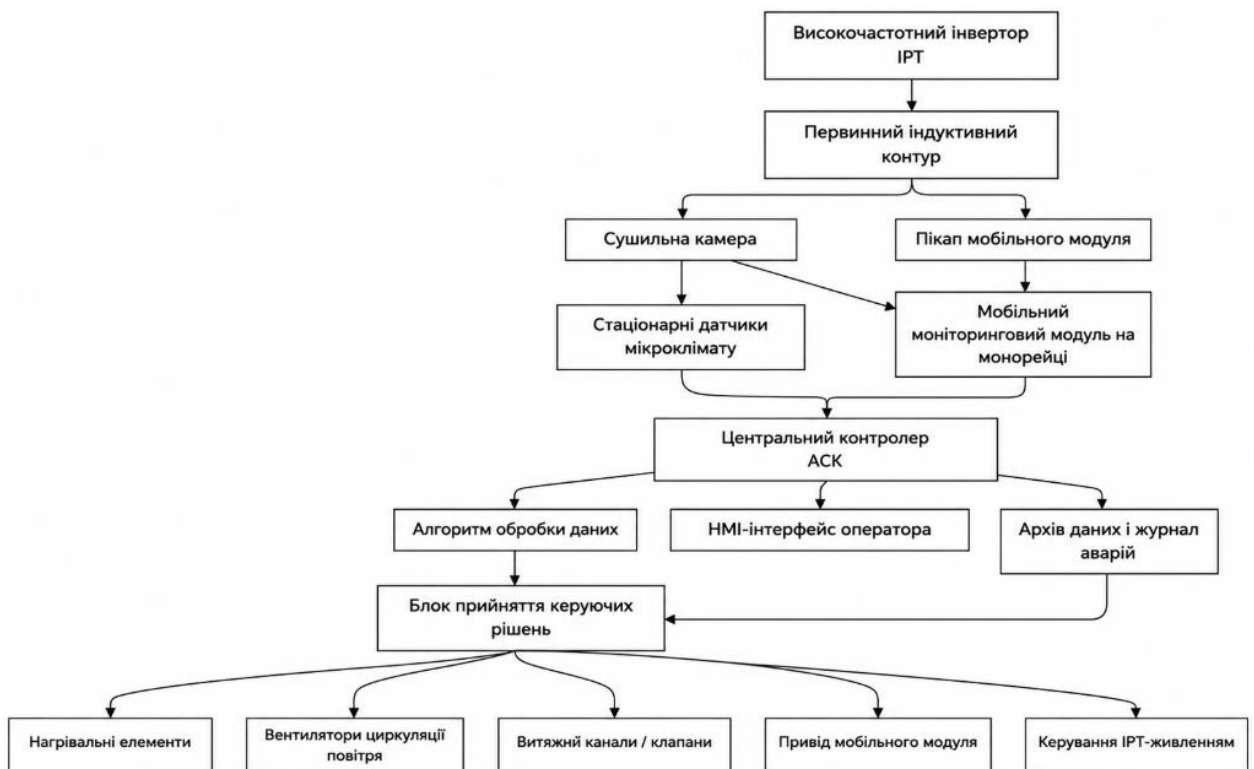 Високочастотний інвертор
ІРТ
Первинний індуктивний
контур
Сушильна камера
Пікап мобільного модуля
Стаціонарні датчики
мікроклімату
Мобільний
моніторинговий модуль на
монорейці
Центральний контролер
АСК
Алгоритм обробки даних
HMI-інтерфейс оператора
Архів даних і журнал
аварій
Блок прийняття керуючих
рішень
Нагрівальні елементи
Вентилятори циркуляції
повітря
Витяжні канали / клапани
Привід мобільного модуля
Керування ІРТ-живленням